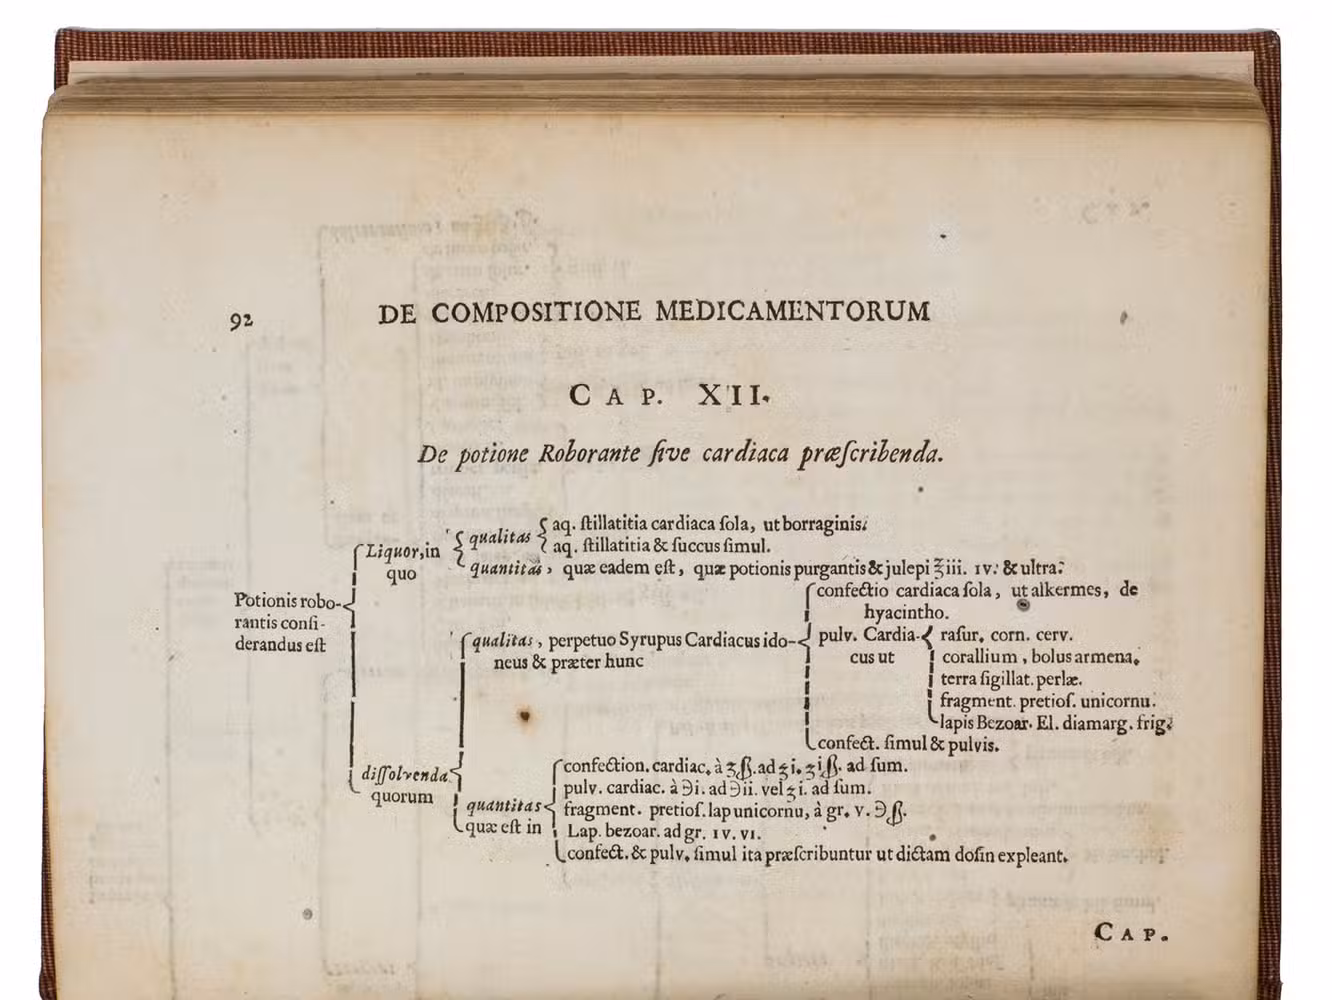 92 DE COMPOSITIONE MEDICAMENTORUM
CAP. XII.
De potione Roborante ſive cardiaca præſcribenda.
Potionis robo-
rantis conſi-
derandus eſt
Liquor, in
quo
qualitas
aq. ſtillatitia cardiaca ſola, ut borraginis.
aq. ſtillatitia & ſuccus ſimul.
quantitas, quæ eadem eſt, quæ potionis purgantis & julepi ℥iii. ıv. & ultra.
diſſolvenda
quorum
qualitas, perpetuo Syrupus Cardiacus ido-
neus & præter hunc
confectio cardiaca ſola, ut alkermes, de
hyacintho.
pulv. Cardia-
cus ut
raſur. corn. cerv.
corallium, bolus armena.
terra ſigillat. perlæ.
fragment. pretioſ. unicornu.
lapis Bezoar. El. diamarg. frig.
confect. ſimul & pulvis.
quantitas
quæ eſt in
confection. cardiac. à ʒß. ad ʒi. ʒiß. ad ſum.
pulv. cardiac. à ℈i. ad ℈ii. vel ʒi. ad ſum.
fragment. pretioſ. lap unicornu, à gr. v. ℈ß.
Lap. bezoar. ad gr. ıv. vı.
confect. & pulv. ſimul ita præſcribuntur ut dictam doſin expleant.
CAP.